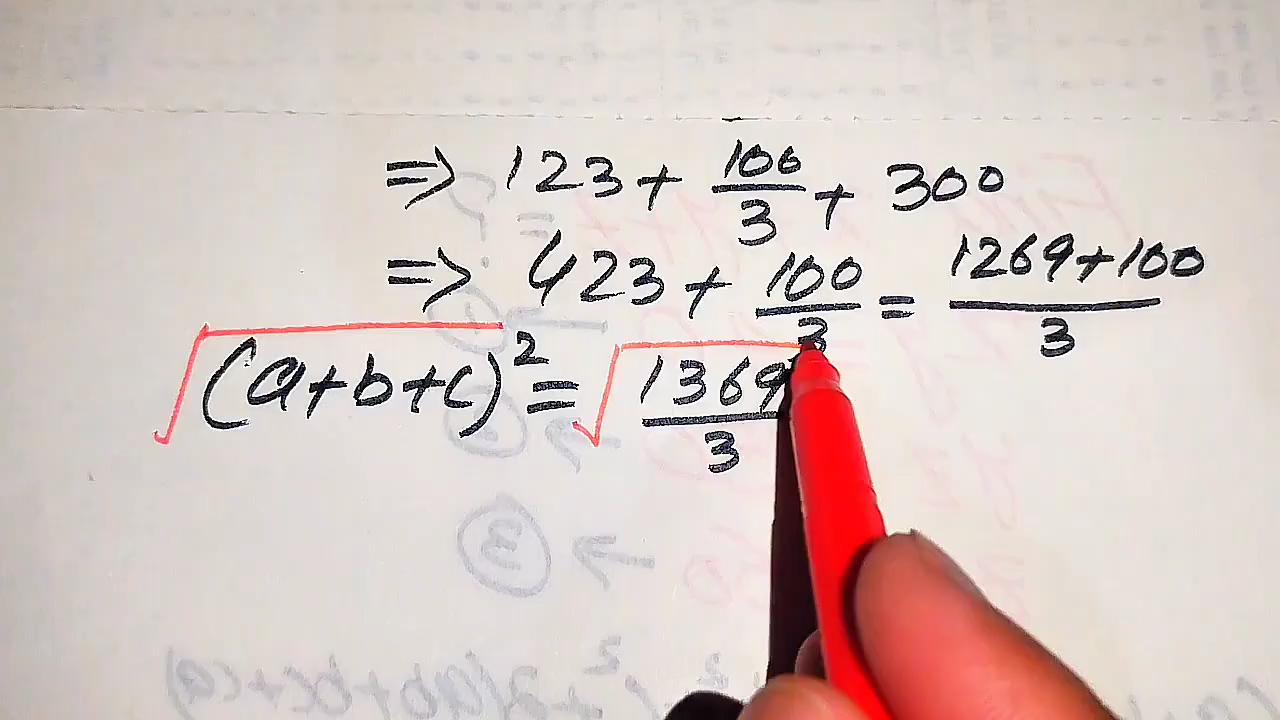 => 123 + 100/3 + 300
=> 423 + 100/3 = 1269+100/3
√(a+b+c)² = √1369/3